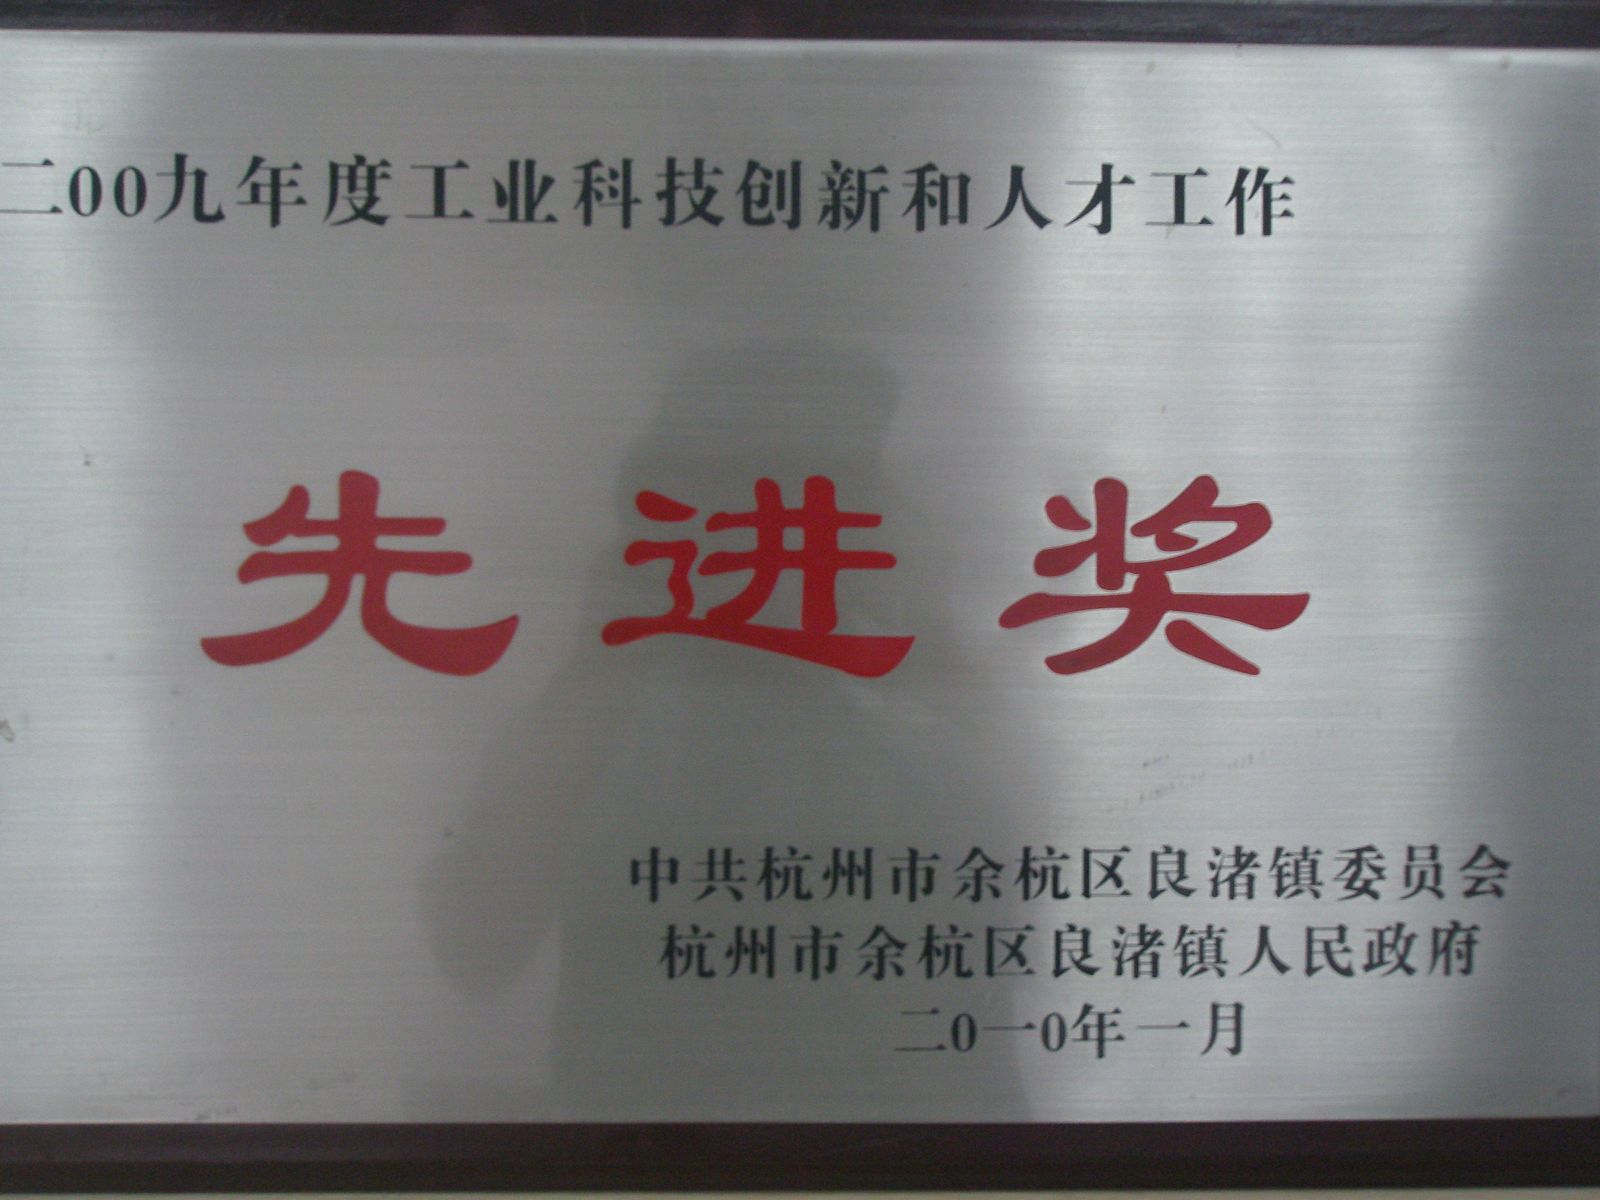 二00九年度工业科技创新和人才工作
先进奖
中共杭州市余杭区良渚镇委员会
杭州市余杭区良渚镇人民政府
二0一0年一月